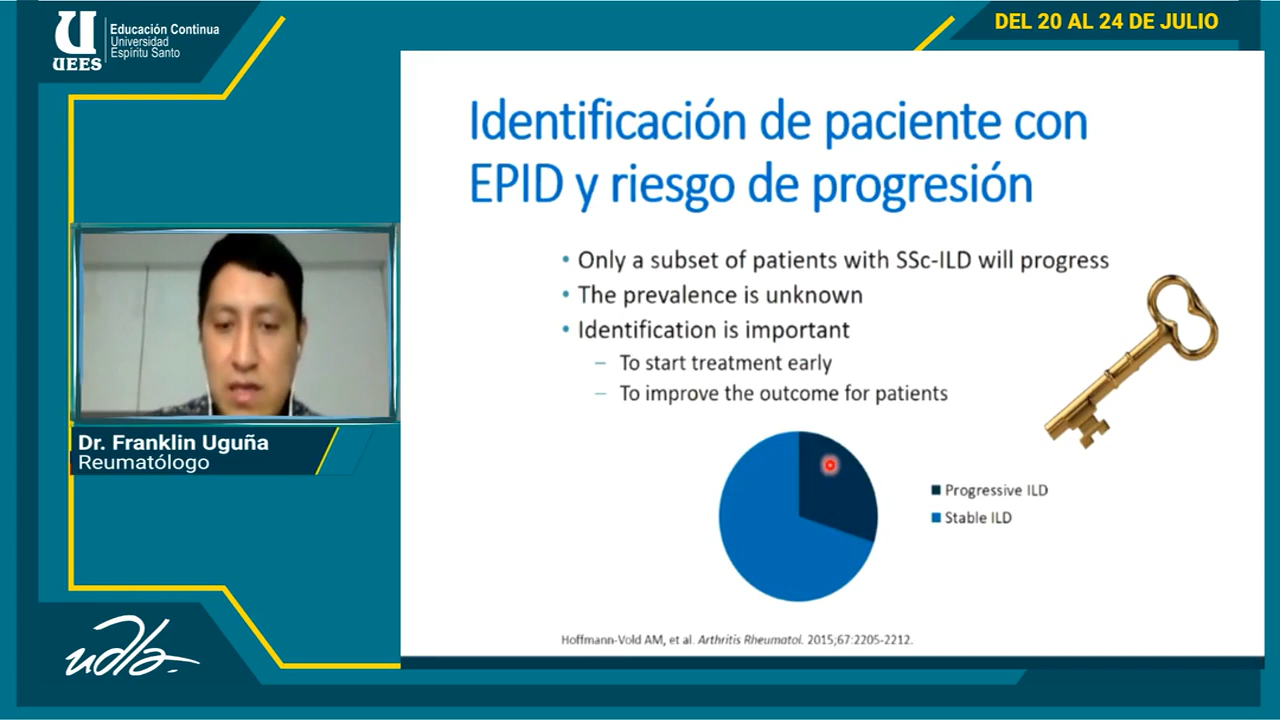 UEES
Educación Continua
Universidad
Espíritu Santo
DEL 20 AL 24 DE JULIO
Identificación de paciente con
EPID y riesgo de progresión
• Only a subset of patients with SSc-ILD will progress
• The prevalence is unknown
• Identification is important
– To start treatment early
– To improve the outcome for patients
Progressive ILD
Stable ILD
Hoffmann-Vold AM, et al. Arthritis Rheumatol. 2015;67:2205-2212.
Dr. Franklin Uguña
Reumatólogo
udla